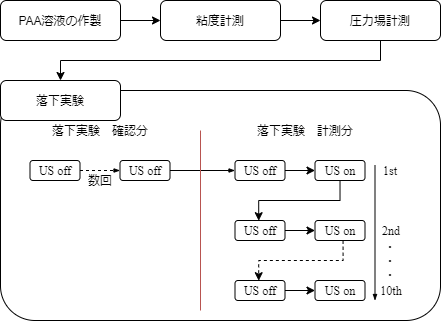 PAA溶液の作製
粘度計測
圧力場計測
落下実験
落下実験 確認分
落下実験 計測分
US off
数回
US off
US off
US on
1st
US off
US on
2nd
・
・
・
US off
US on
10th